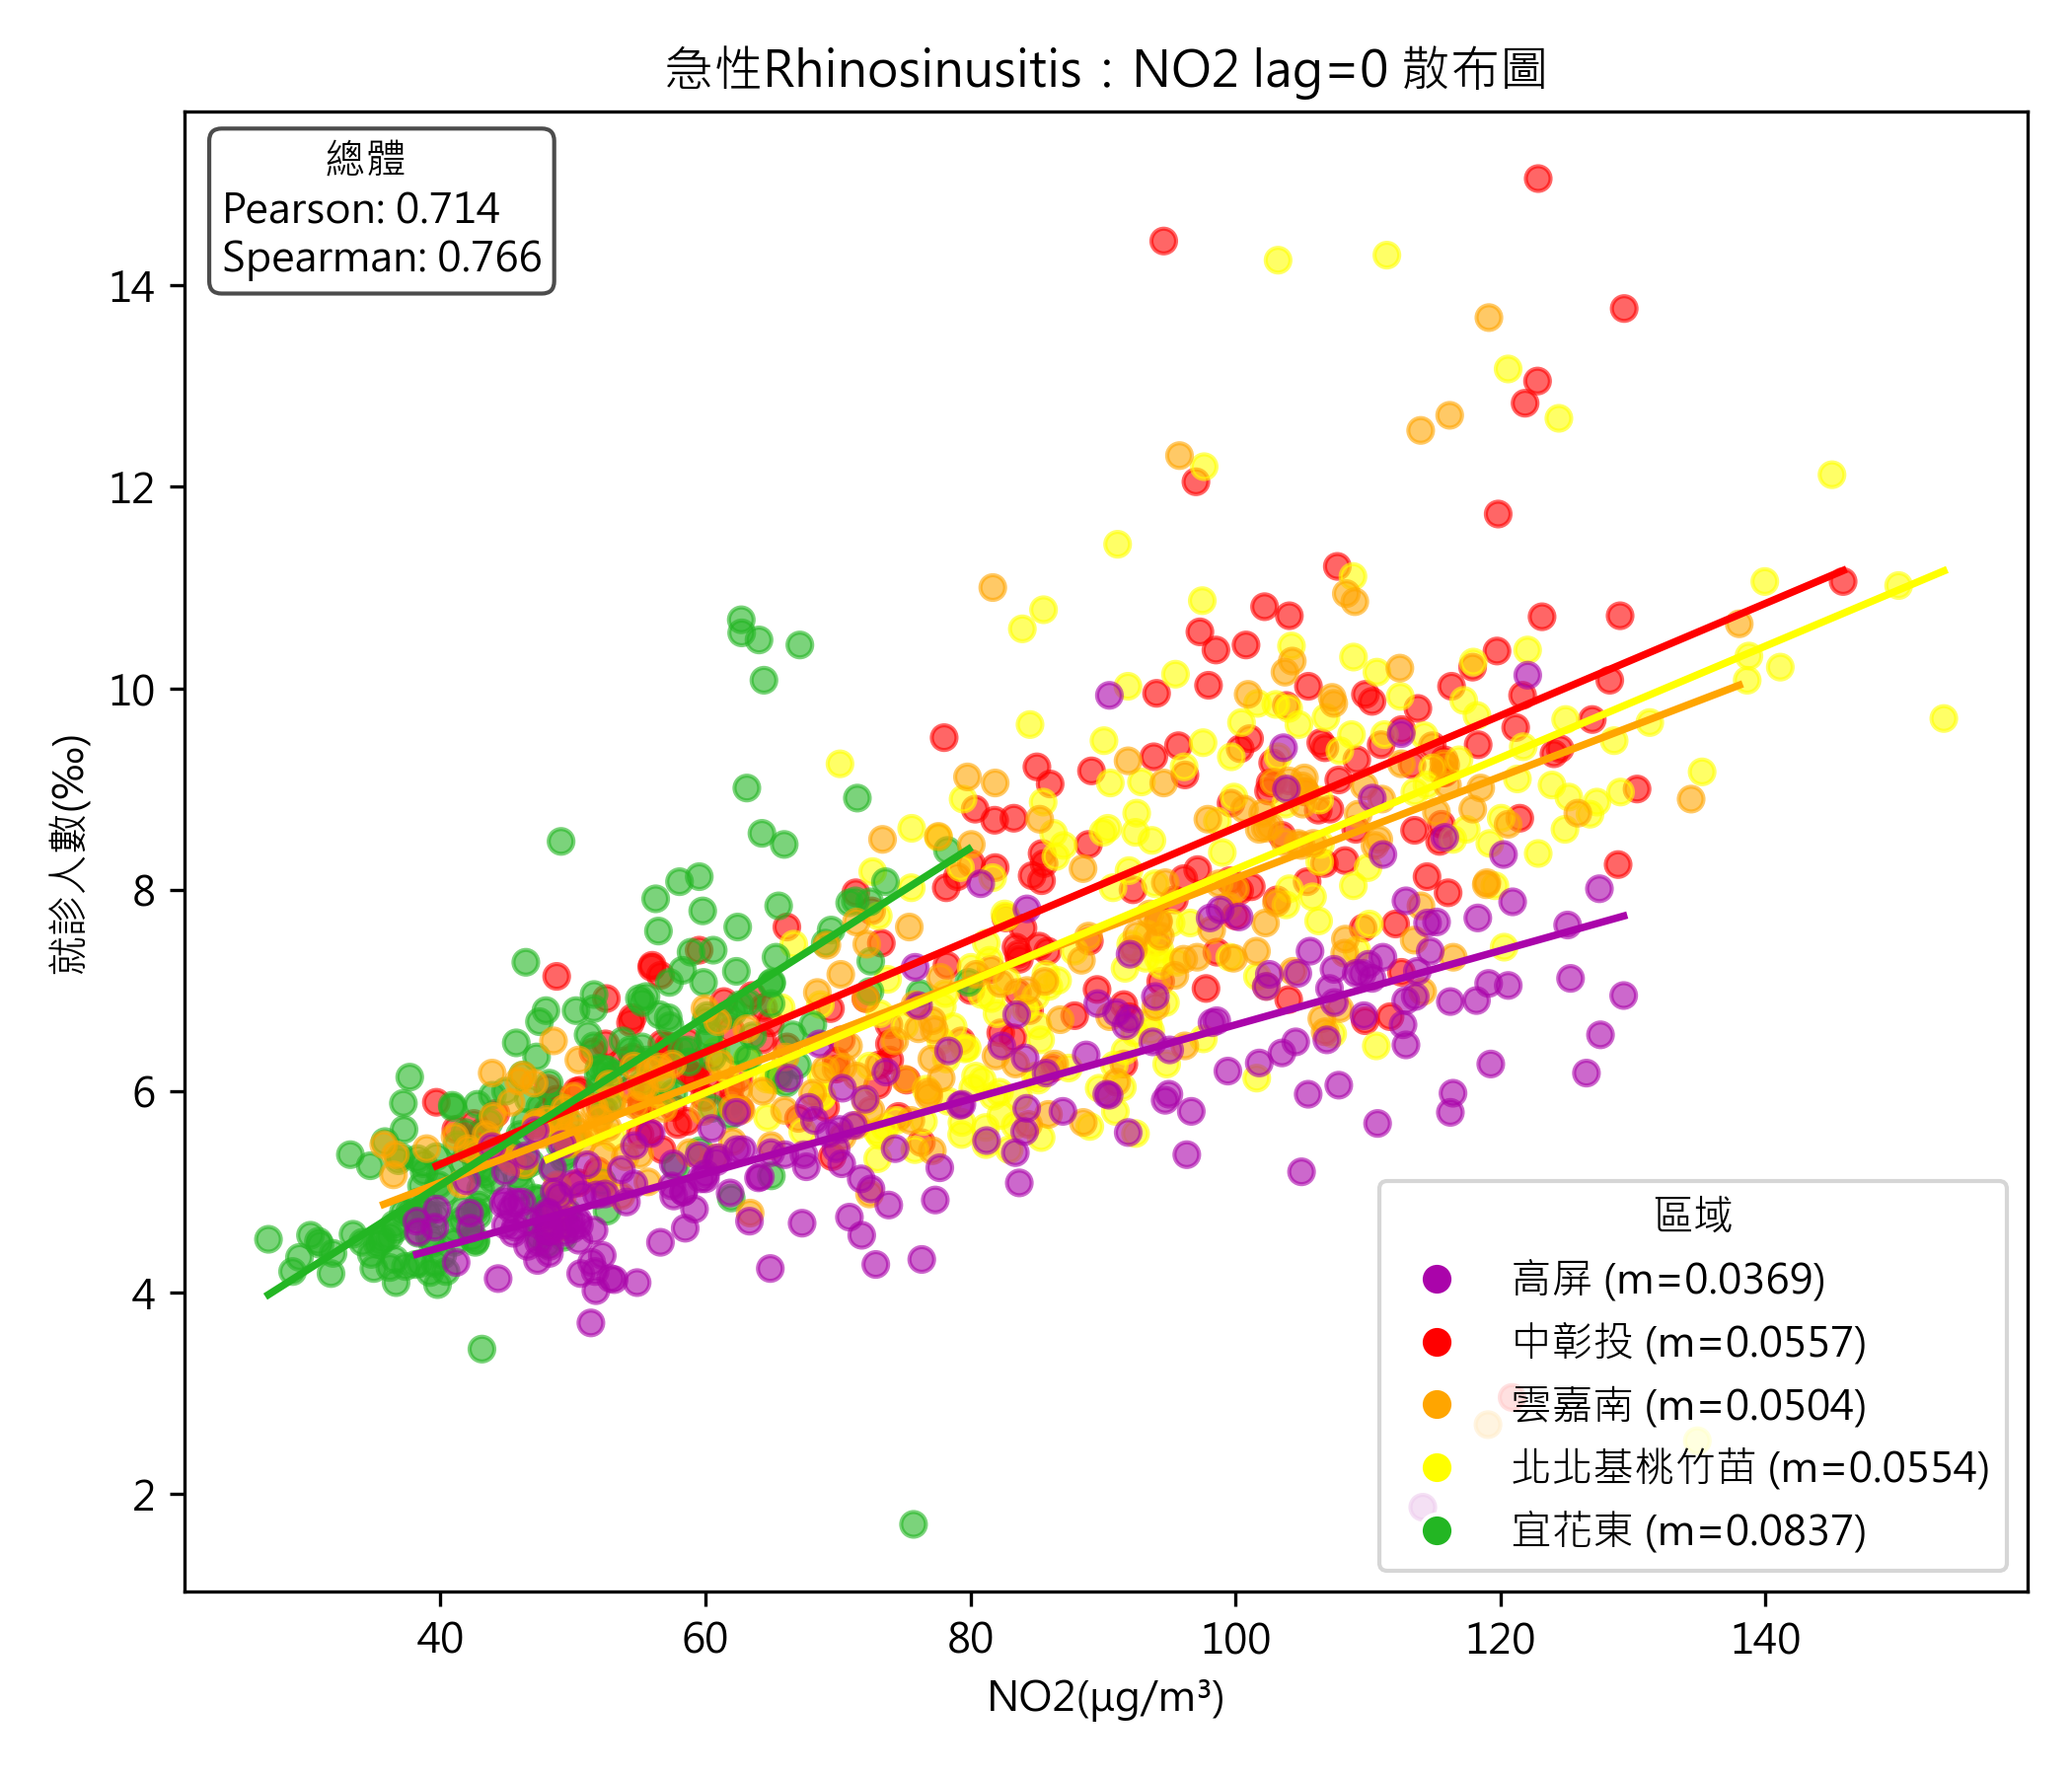 急性Rhinosinusitis：NO2 lag=0 散布圖
總體
Pearson: 0.714
Spearman: 0.766
14
12
10
8
6
4
2
就診人數(‰)
40
60
80
100
120
140
NO2(μg/m³)
區域
高屏 (m=0.0369)
中彰投 (m=0.0557)
雲嘉南 (m=0.0504)
北北基桃竹苗 (m=0.0554)
宜花東 (m=0.0837)